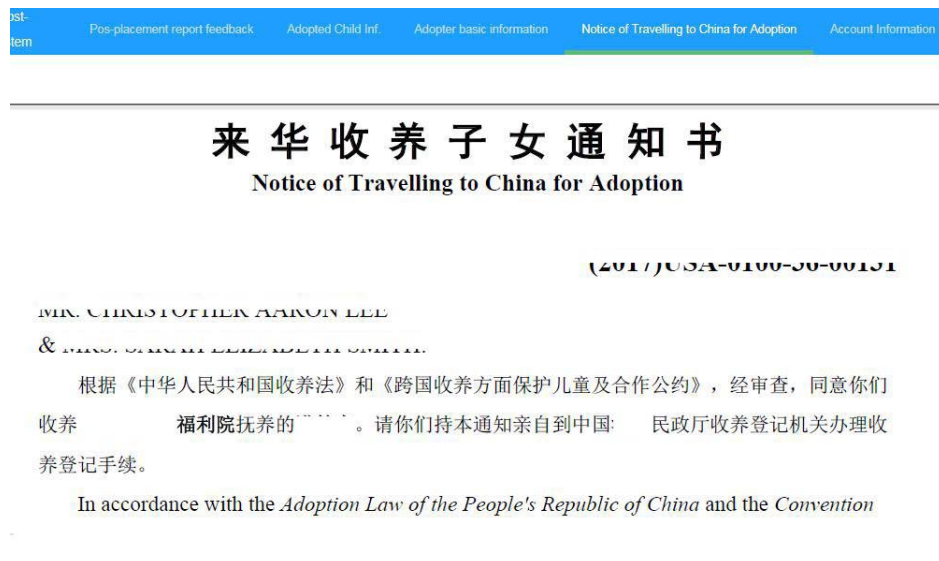 ost-
tem
Pos-placement report feedback Adopted Child Inf. Adopter basic information Notice of Travelling to China for Adoption Account Information
来华收养子女通知书
Notice of Travelling to China for Adoption
&
根据《中华人民共和国收养法》和《跨国收养方面保护儿童及合作公约》，经审查，同意你们
收养 福利院抚养的 。请你们持本通知亲自到中国 民政厅收养登记机关办理收
养登记手续。
In accordance with the Adoption Law of the People's Republic of China and the Convention